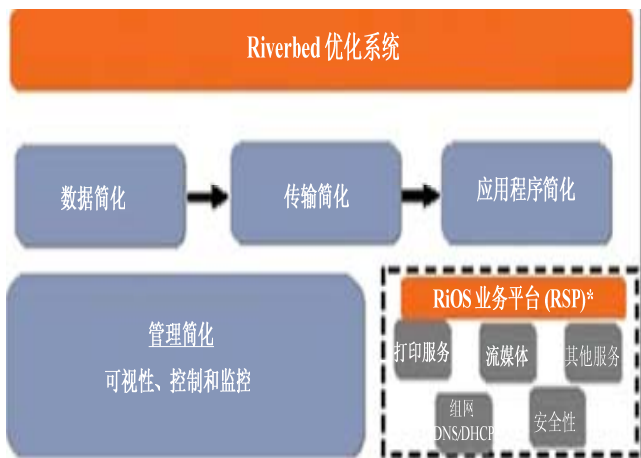 Riverbed 优化系统
数据简化
传输简化
应用程序简化
管理简化
可视性、控制和监控
RiOS 业务平台 (RSP)*
打印服务
流媒体
其他服务
组网
DNS/DHCP
安全性